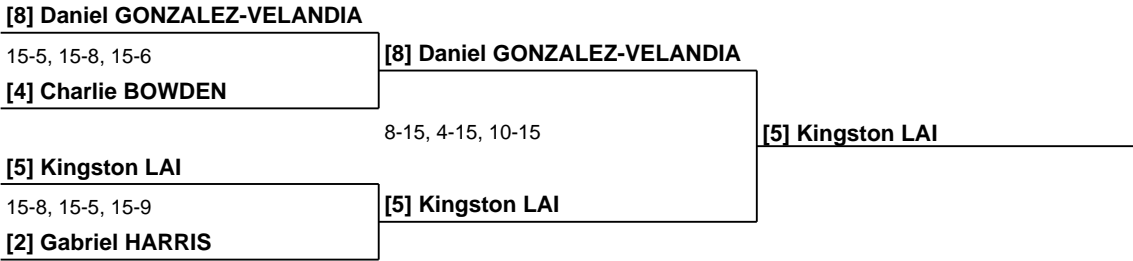 [8] Daniel GONZALEZ-VELANDIA
15-5, 15-8, 15-6
[8] Daniel GONZALEZ-VELANDIA
[4] Charlie BOWDEN
8-15, 4-15, 10-15
[5] Kingston LAI
[5] Kingston LAI
15-8, 15-5, 15-9
[5] Kingston LAI
[2] Gabriel HARRIS